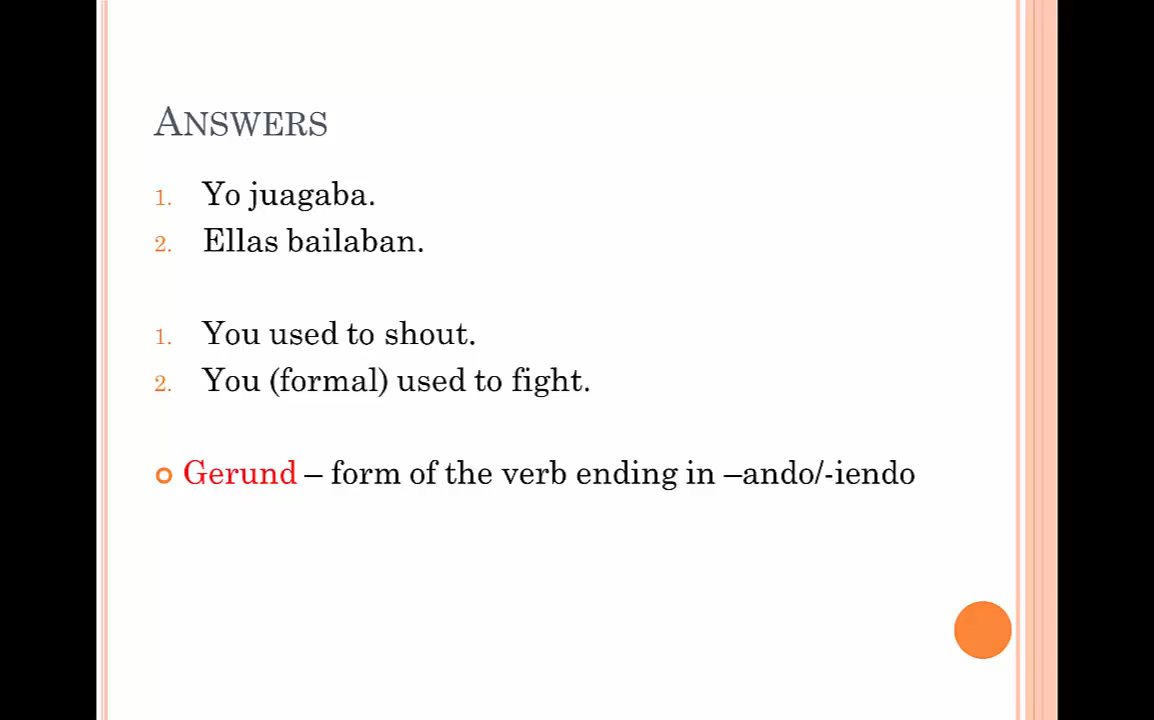 ANSWERS
1. Yo juagaba.
2. Ellas bailaban.
1. You used to shout.
2. You (formal) used to fight.
Gerund – form of the verb ending in –ando/-iendo